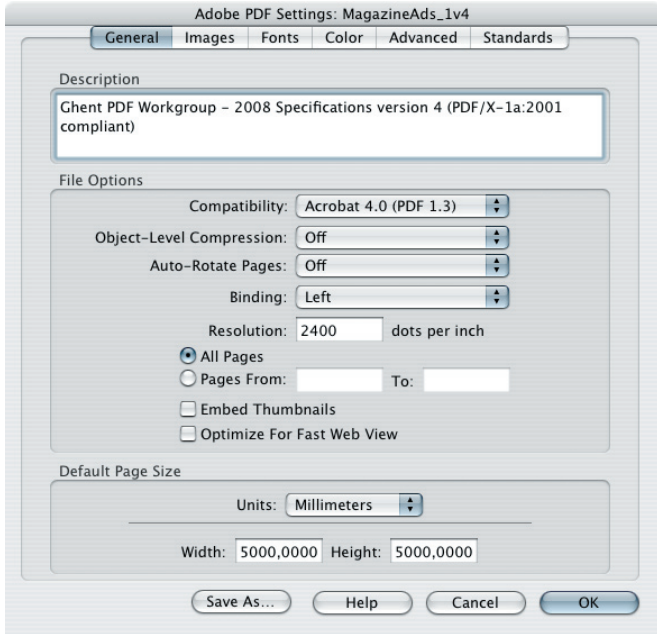 Adobe PDF Settings: MagazineAds_1v4
General Images Fonts Color Advanced Standards
Description
Ghent PDF Workgroup – 2008 Specifications version 4 (PDF/X-1a:2001
compliant)
File Options
Compatibility: Acrobat 4.0 (PDF 1.3)
Object-Level Compression: Off
Auto-Rotate Pages: Off
Binding: Left
Resolution: 2400 dots per inch
All Pages
Pages From: To:
Embed Thumbnails
Optimize For Fast Web View
Default Page Size
Units: Millimeters
Width: 5000,0000 Height: 5000,0000
Save As... Help Cancel OK